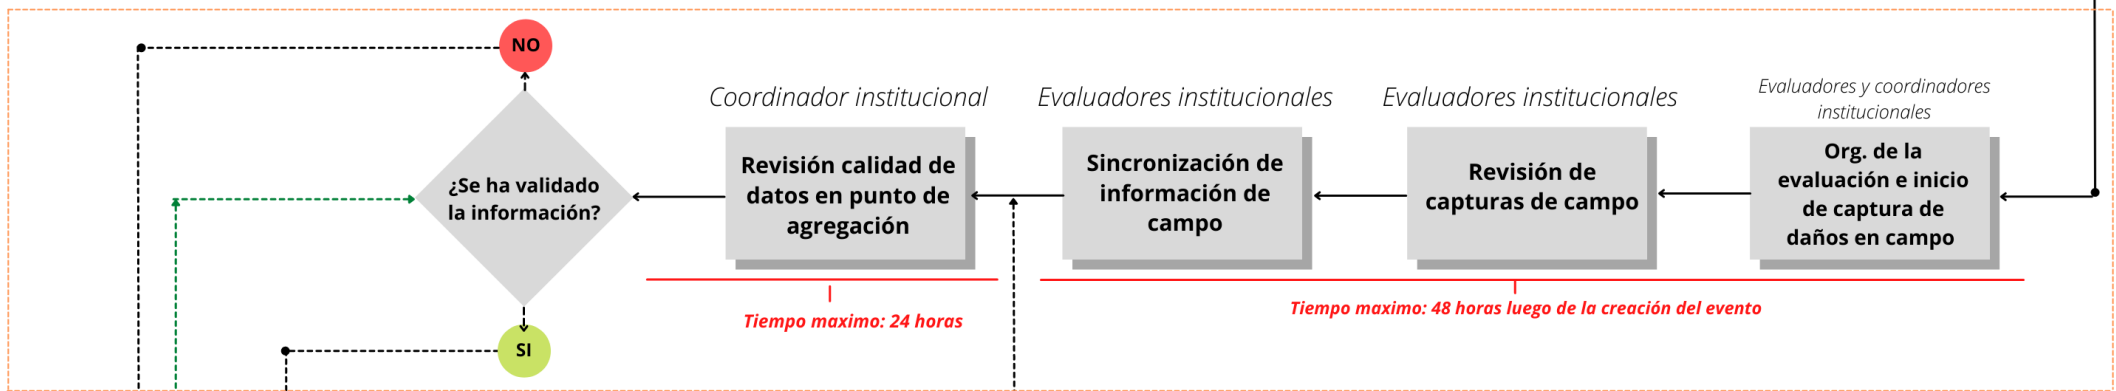 NO
Coordinador institucional
Evaluadores institucionales
Evaluadores institucionales
Evaluadores y coordinadores
institucionales
¿Se ha validado
la información?
Revisión calidad de
datos en punto de
agregación
Sincronización de
información de
campo
Revisión de
capturas de campo
Org. de la
evaluación e inicio
de captura de
daños en campo
Tiempo maximo: 24 horas
Tiempo maximo: 48 horas luego de la creación del evento
SI